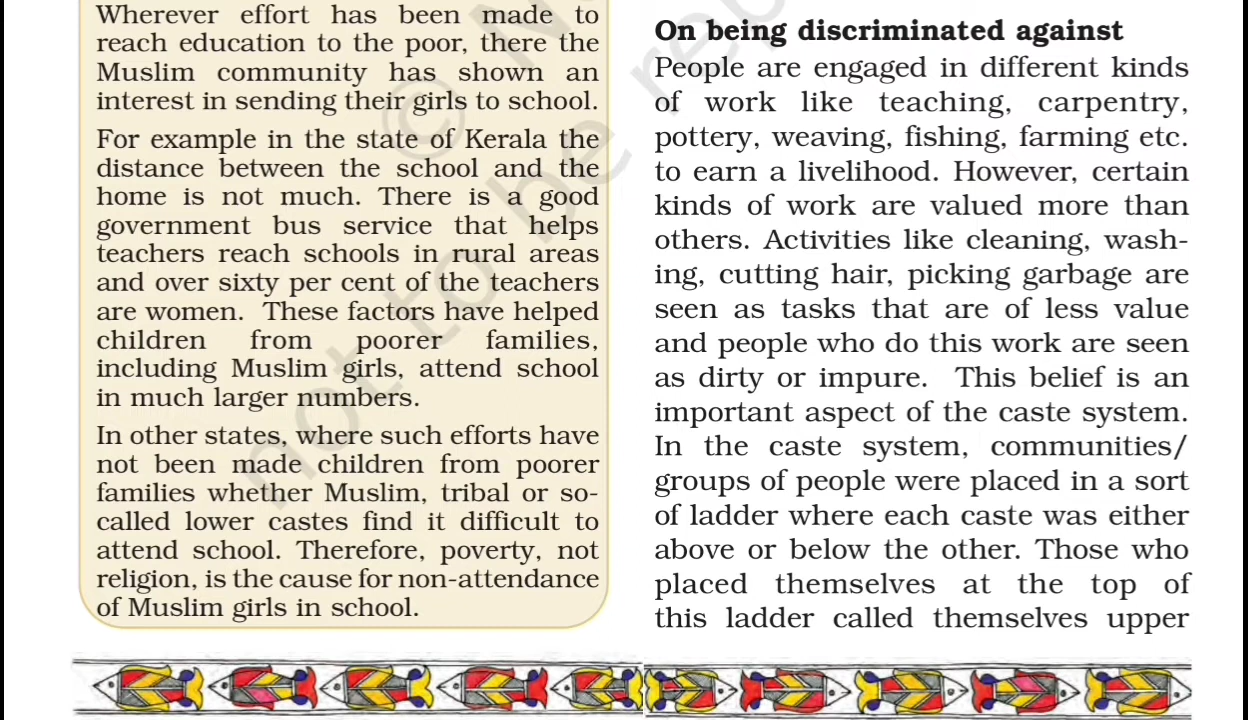 Wherever effort has been made to
reach education to the poor, there the
Muslim community has shown an
interest in sending their girls to school.
For example in the state of Kerala the
distance between the school and the
home is not much. There is a good
government bus service that helps
teachers reach schools in rural areas
and over sixty per cent of the teachers
are women. These factors have helped
children from poorer families,
including Muslim girls, attend school
in much larger numbers.
In other states, where such efforts have
not been made children from poorer
families whether Muslim, tribal or so-
called lower castes find it difficult to
attend school. Therefore, poverty, not
religion, is the cause for non-attendance
of Muslim girls in school.
On being discriminated against
People are engaged in different kinds
of work like teaching, carpentry,
pottery, weaving, fishing, farming etc.
to earn a livelihood. However, certain
kinds of work are valued more than
others. Activities like cleaning, wash-
ing, cutting hair, picking garbage are
seen as tasks that are of less value
and people who do this work are seen
as dirty or impure. This belief is an
important aspect of the caste system.
In the caste system, communities/
groups of people were placed in a sort
of ladder where each caste was either
above or below the other. Those who
placed themselves at the top of
this ladder called themselves upper
© N
not to be rep